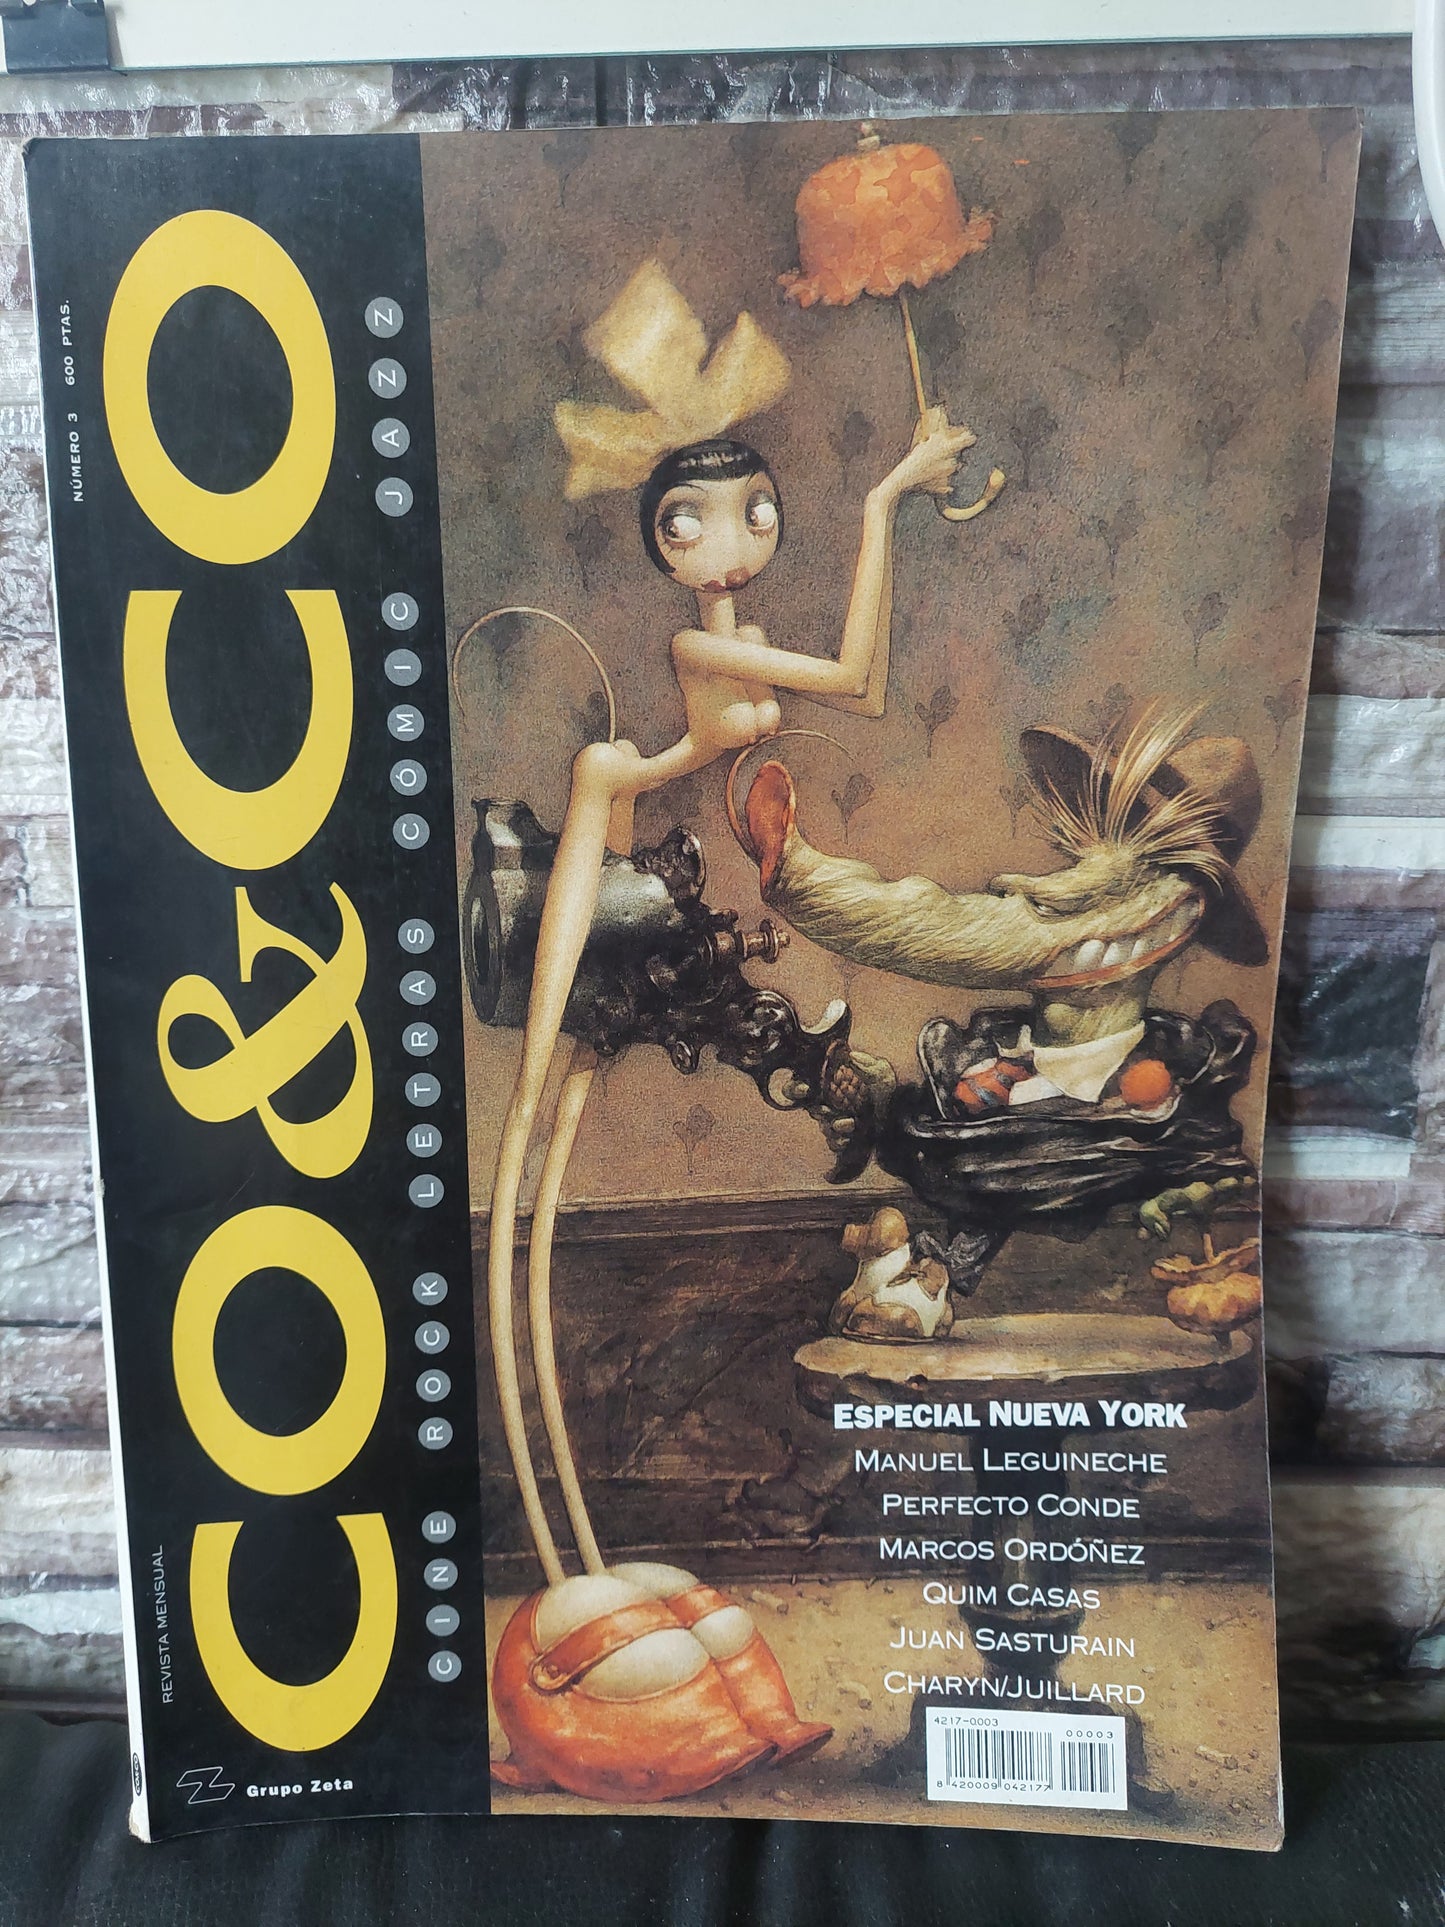 NÚMERO 3 600 PTAS.
CO&CO
CINE ROCK LETRAS CÓMIC JAZZ
REVISTA MENSUAL
Grupo Zeta
ESPECIAL NUEVA YORK
MANUEL LEGUINECHE
PERFECTO CONDE
MARCOS ORDÓÑEZ
QUIM CASAS
JUAN SASTURAIN
CHARYN/JUILLARD
4217-0003
00003
8 420009 042177